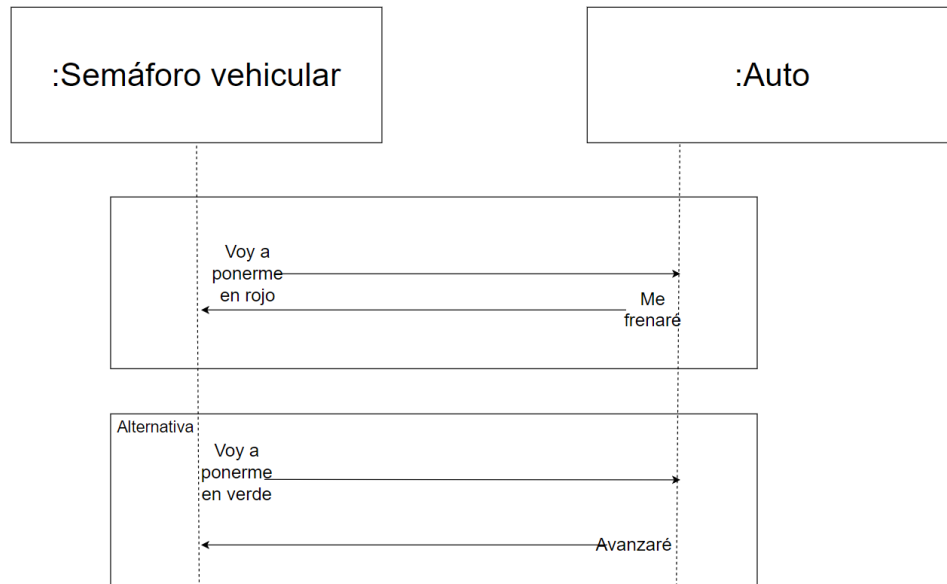 :Semáforo vehicular
:Auto
Voy a
ponerme
en rojo
Me
frenaré
Alternativa
Voy a
ponerme
en verde
Avanzaré